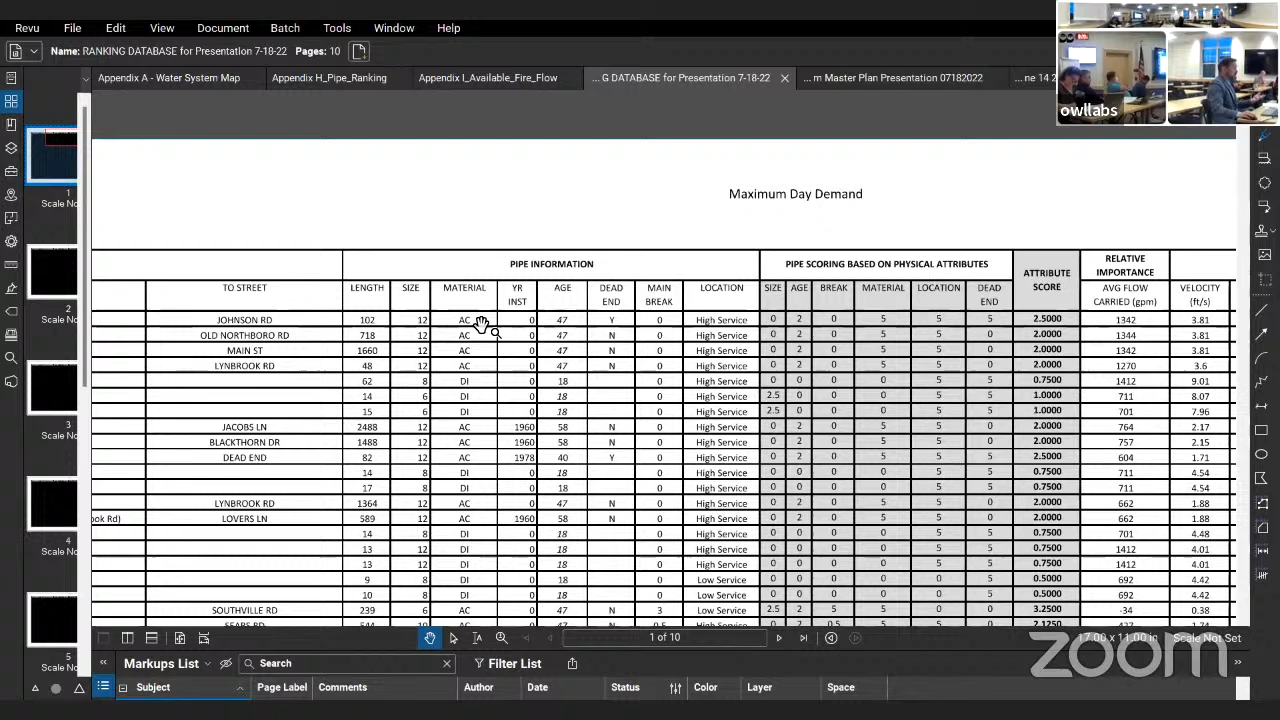 Revu File Edit View Document Batch Tools Window Help
Name: RANKING DATABASE for Presentation 7-18-22 Pages: 10
Appendix A - Water System Map Appendix H_Pipe_Ranking Appendix I_Available_Fire_Flow ... G DATABASE for Presentation 7-18-22 ... m Master Plan Presentation 07182022 ... ne 14 2
owllabs
Maximum Day Demand
PIPE INFORMATION PIPE SCORING BASED ON PHYSICAL ATTRIBUTES ATTRIBUTE SCORE RELATIVE IMPORTANCE
TO STREET LENGTH SIZE MATERIAL YR INST AGE DEAD END MAIN BREAK LOCATION SIZE AGE BREAK MATERIAL LOCATION DEAD END AVG FLOW CARRIED (gpm) VELOCITY (ft/s)
JOHNSON RD 102 12 AC 0 47 Y 0 High Service 0 2 0 5 5 5 2.5000 1342 3.81
OLD NORTHBORO RD 718 12 AC 0 47 N 0 High Service 0 2 0 5 5 0 2.0000 1344 3.81
MAIN ST 1660 12 AC 0 47 N 0 High Service 0 2 0 5 5 0 2.0000 1342 3.81
LYNBROOK RD 48 12 AC 0 47 N 0 High Service 0 2 0 5 5 0 2.0000 1270 3.6
62 8 DI 0 18 0 High Service 0 0 0 0 5 5 0.7500 1412 9.01
14 6 DI 0 18 0 High Service 2.5 0 0 0 5 5 1.0000 711 8.07
15 6 DI 0 18 0 High Service 2.5 0 0 0 5 5 1.0000 701 7.96
JACOBS LN 2488 12 AC 1960 58 N 0 High Service 0 2 0 5 5 0 2.0000 764 2.17
BLACKTHORN DR 1488 12 AC 1960 58 N 0 High Service 0 2 0 5 5 0 2.0000 757 2.15
DEAD END 82 12 AC 1978 40 Y 0 High Service 0 2 0 5 5 5 2.5000 604 1.71
14 8 DI 0 18 0 High Service 0 0 0 0 5 5 0.7500 711 4.54
17 8 DI 0 18 0 High Service 0 0 0 0 5 5 0.7500 711 4.54
LYNBROOK RD 1364 12 AC 0 47 N 0 High Service 0 2 0 5 5 0 2.0000 662 1.88
ook Rd) LOVERS LN 589 12 AC 1960 58 N 0 High Service 0 2 0 5 5 0 2.0000 662 1.88
14 8 DI 0 18 0 High Service 0 0 0 0 5 5 0.7500 701 4.48
13 12 DI 0 18 0 High Service 0 0 0 0 5 5 0.7500 1412 4.01
13 12 DI 0 18 0 High Service 0 0 0 0 5 5 0.7500 1412 4.01
9 8 DI 0 18 0 Low Service 0 0 0 0 0 5 0.5000 692 4.42
10 8 DI 0 18 0 Low Service 0 0 0 0 0 5 0.5000 692 4.42
SOUTHVILLE RD 239 6 AC 0 47 N 3 Low Service 2.5 2 5 5 0 0 3.2500 -34 0.38
1 Scale No
2 Scale No
3 Scale No
4 Scale No
5 Scale No
1 of 10 17.00 x 11.00 in Scale Not Set
zoom
Markups List Search Filter List
Subject Page Label Comments Author Date Status Color Layer Space